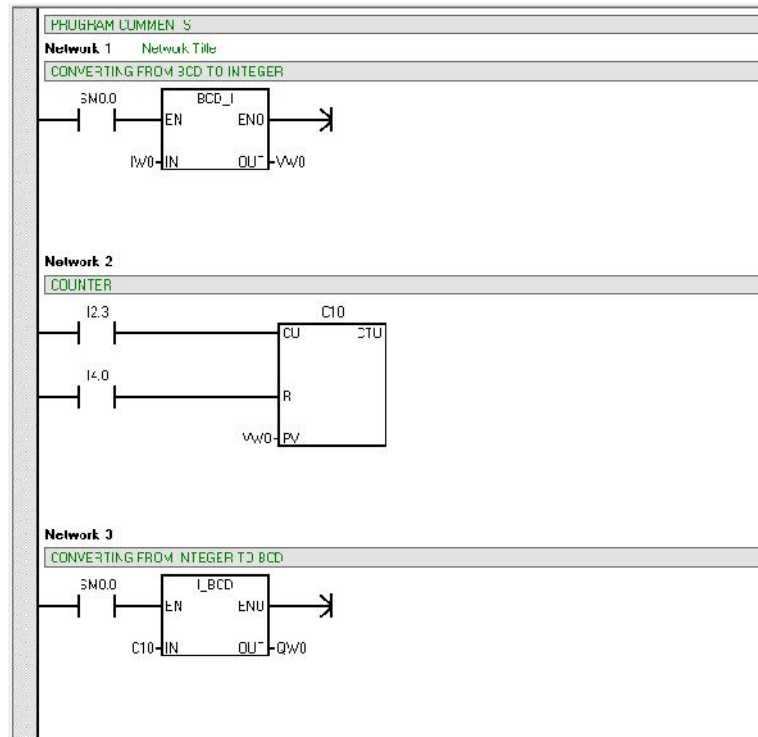 PROGRAM COMMENTS
Network 1 Network Title
CONVERTING FROM BCD TO INTEGER
SM0.0 BCD_I
EN ENO
IW0 IN OUT VW0
Network 2
COUNTER
I2.3 C10
CU CTU
I4.0
R
VW0 PV
Network 3
CONVERTING FROM INTEGER TO BCD
SM0.0 I_BCD
EN ENO
C10 IN OUT QW0